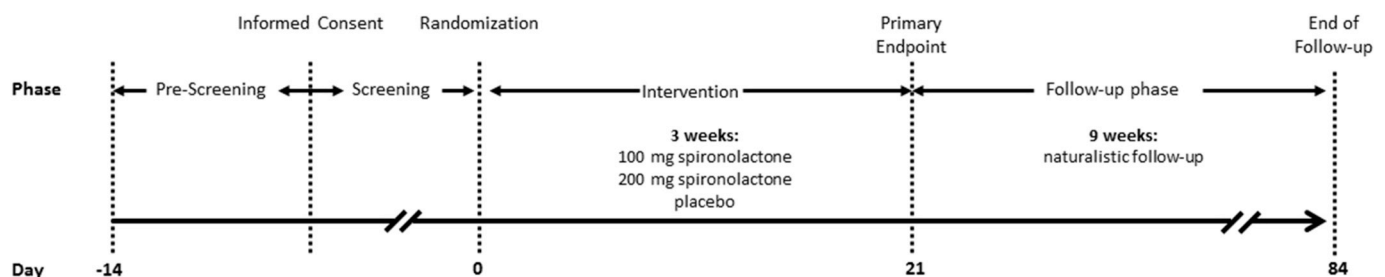 Informed Consent
Randomization
Primary
Endpoint
End of
Follow-up
Phase
Pre-Screening
Screening
Intervention
Follow-up phase
3 weeks:
100 mg spironolactone
200 mg spironolactone
placebo
9 weeks:
naturalistic follow-up
Day
-14
0
21
84